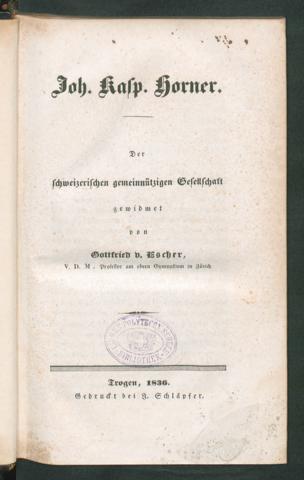 Joh. Kasp. Horner.
Der
schweizerischen gemeinnützigen Gesellschaft
gewidmet
von
Gottfried v. Escher,
V. D. M. Professor am obern Gymnasium in Zürich
BIBLIOTHEK
Trogen, 1836.
Gedruckt bei J. Schläpfer.